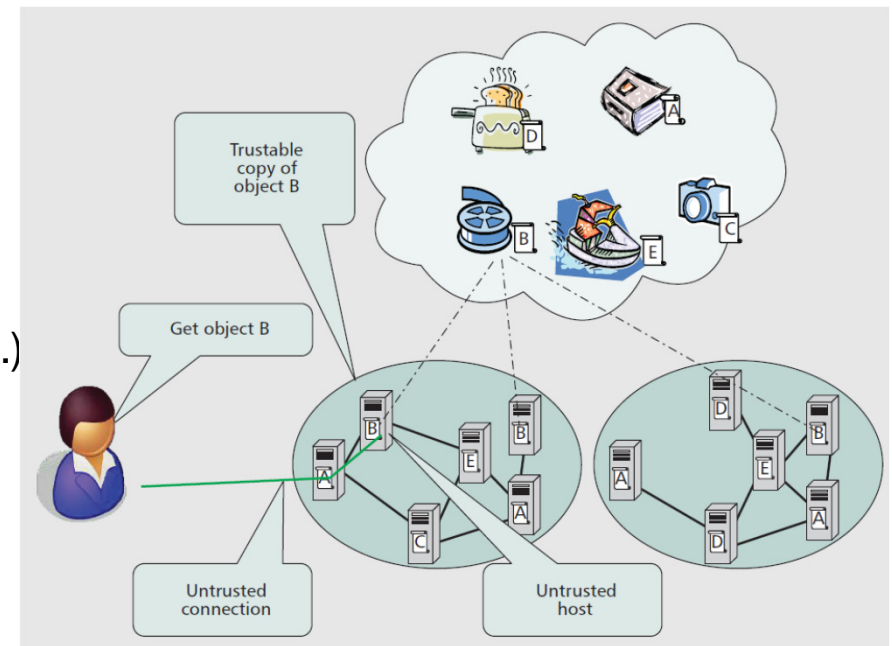 D
A
B
E
C
Trustable
copy of
object B
Get object B
.)
B
B
E
A
A
C
D
B
E
A
A
D
Untrusted
connection
Untrusted
host